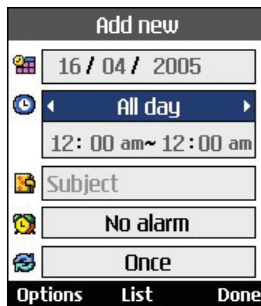 Add new
16 / 04 / 2005
All day
12: 00 am~ 12: 00 am
Subject
No alarm
Once
Options List Done